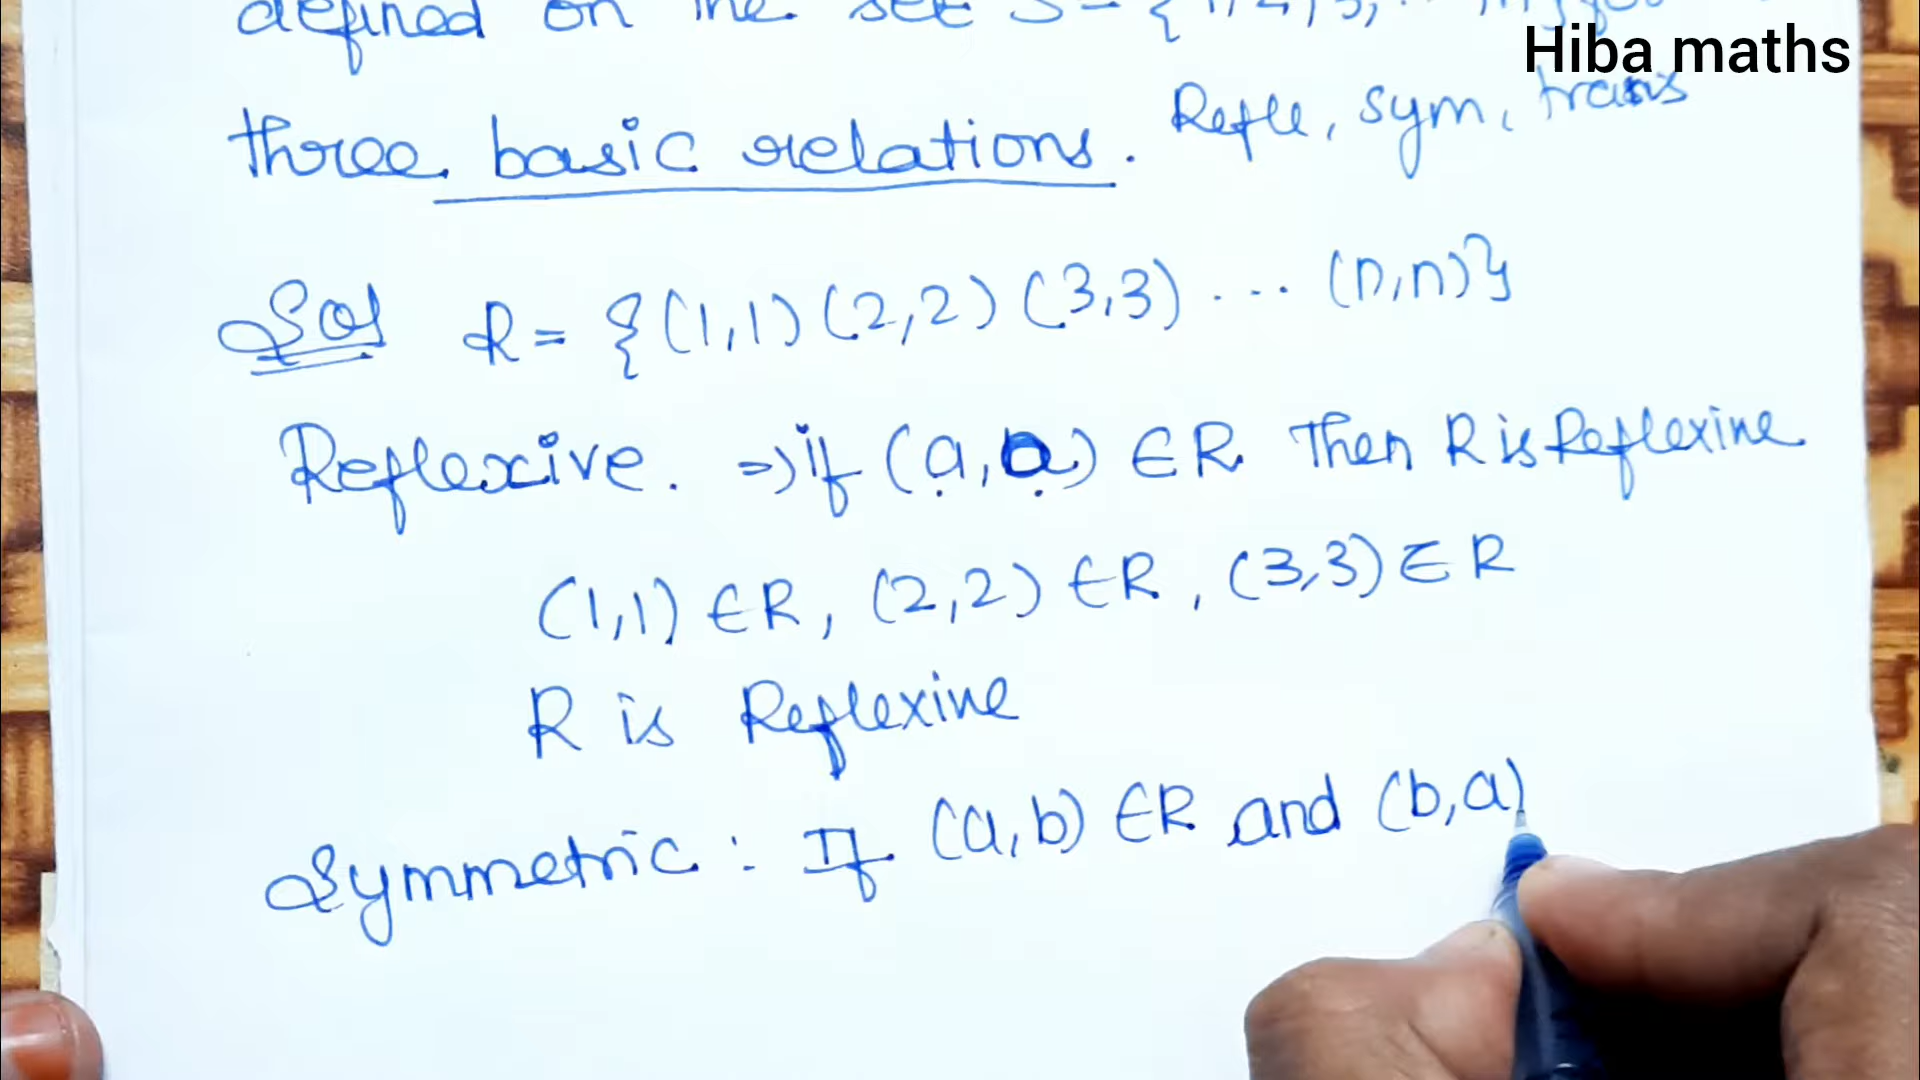 defined on the set S = {1, 2, 3, ... n} for
Hiba maths
three basic relations. Refle, sym, trans
Sol R = {(1,1) (2,2) (3,3) ... (n,n)}
Reflexive. ⇒ if (a,a) ∈ R Then R is Reflexive
(1,1) ∈ R, (2,2) ∈ R, (3,3) ∈ R
R is Reflexive
Symmetric : If (a,b) ∈ R and (b,a)